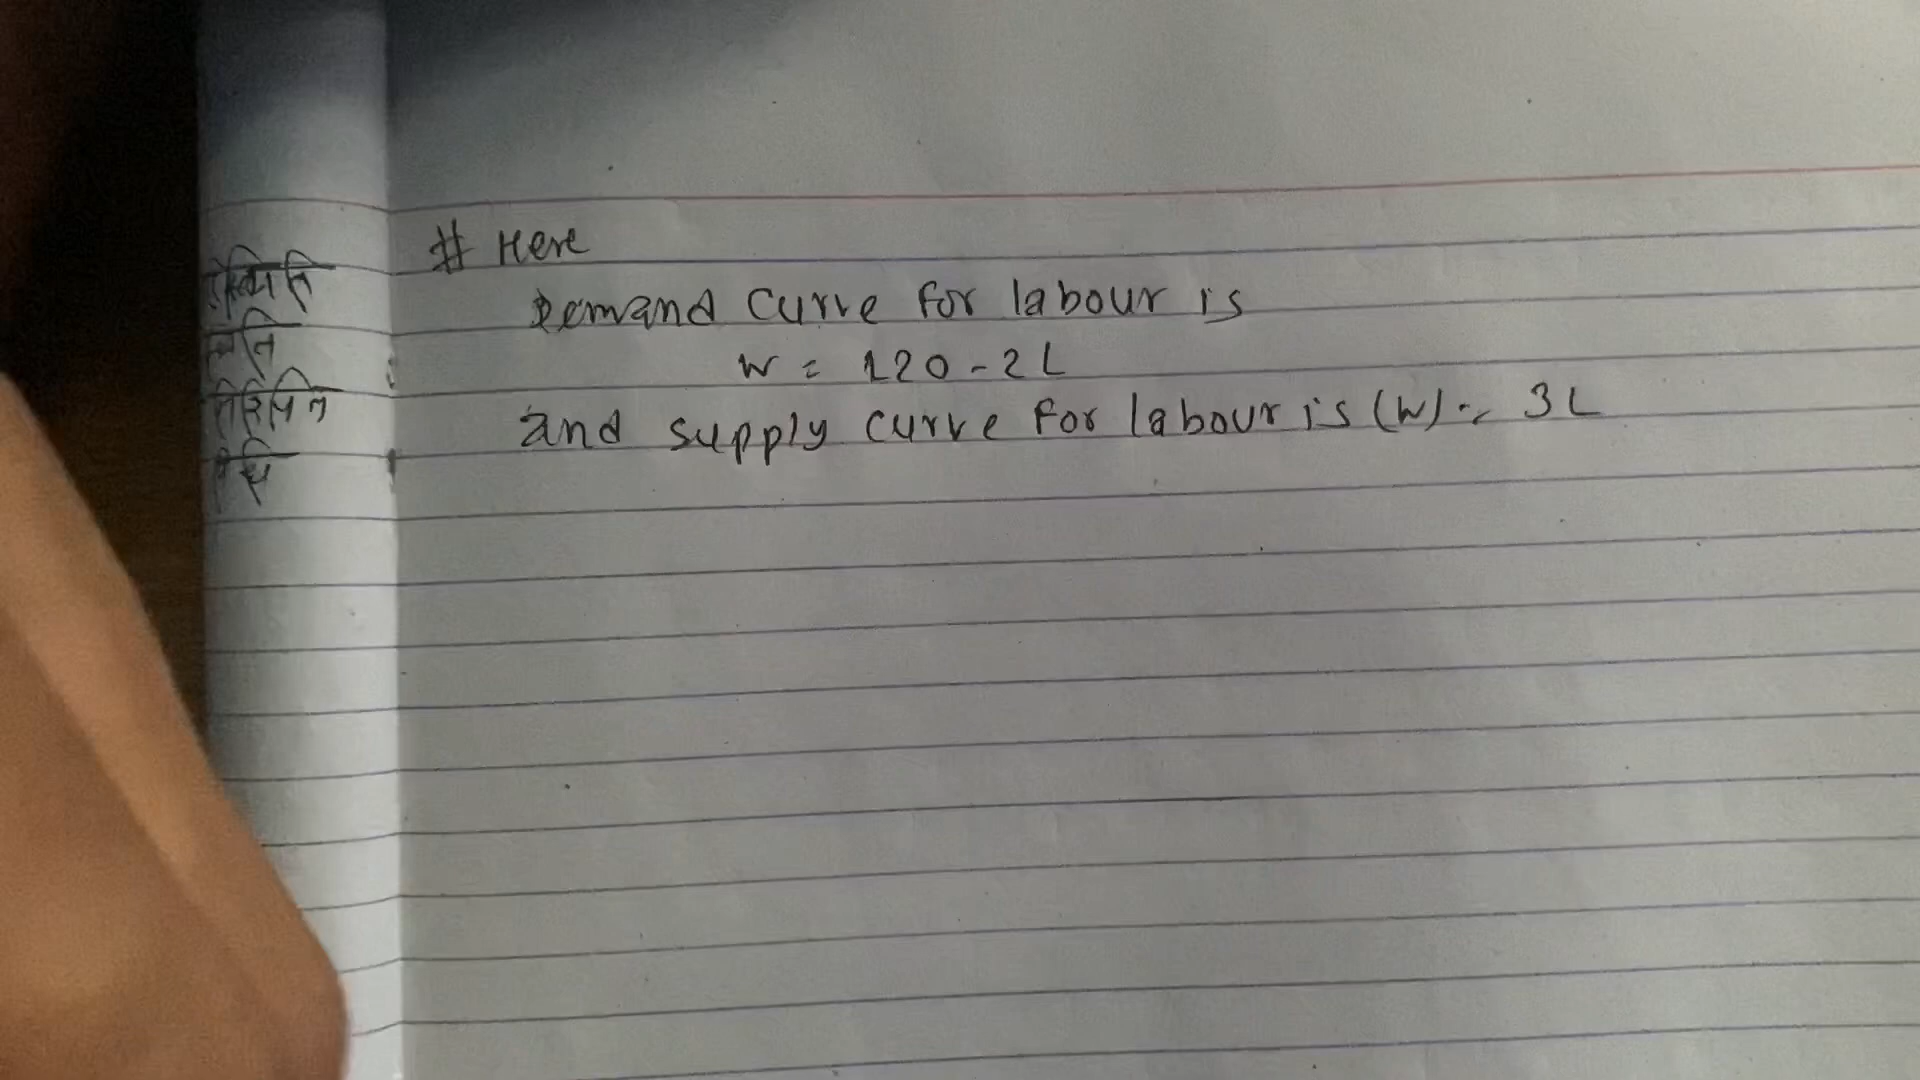 # Here
Demand curve for labour is
W = 120 - 2L
and supply curve for labour is (W) = 3L